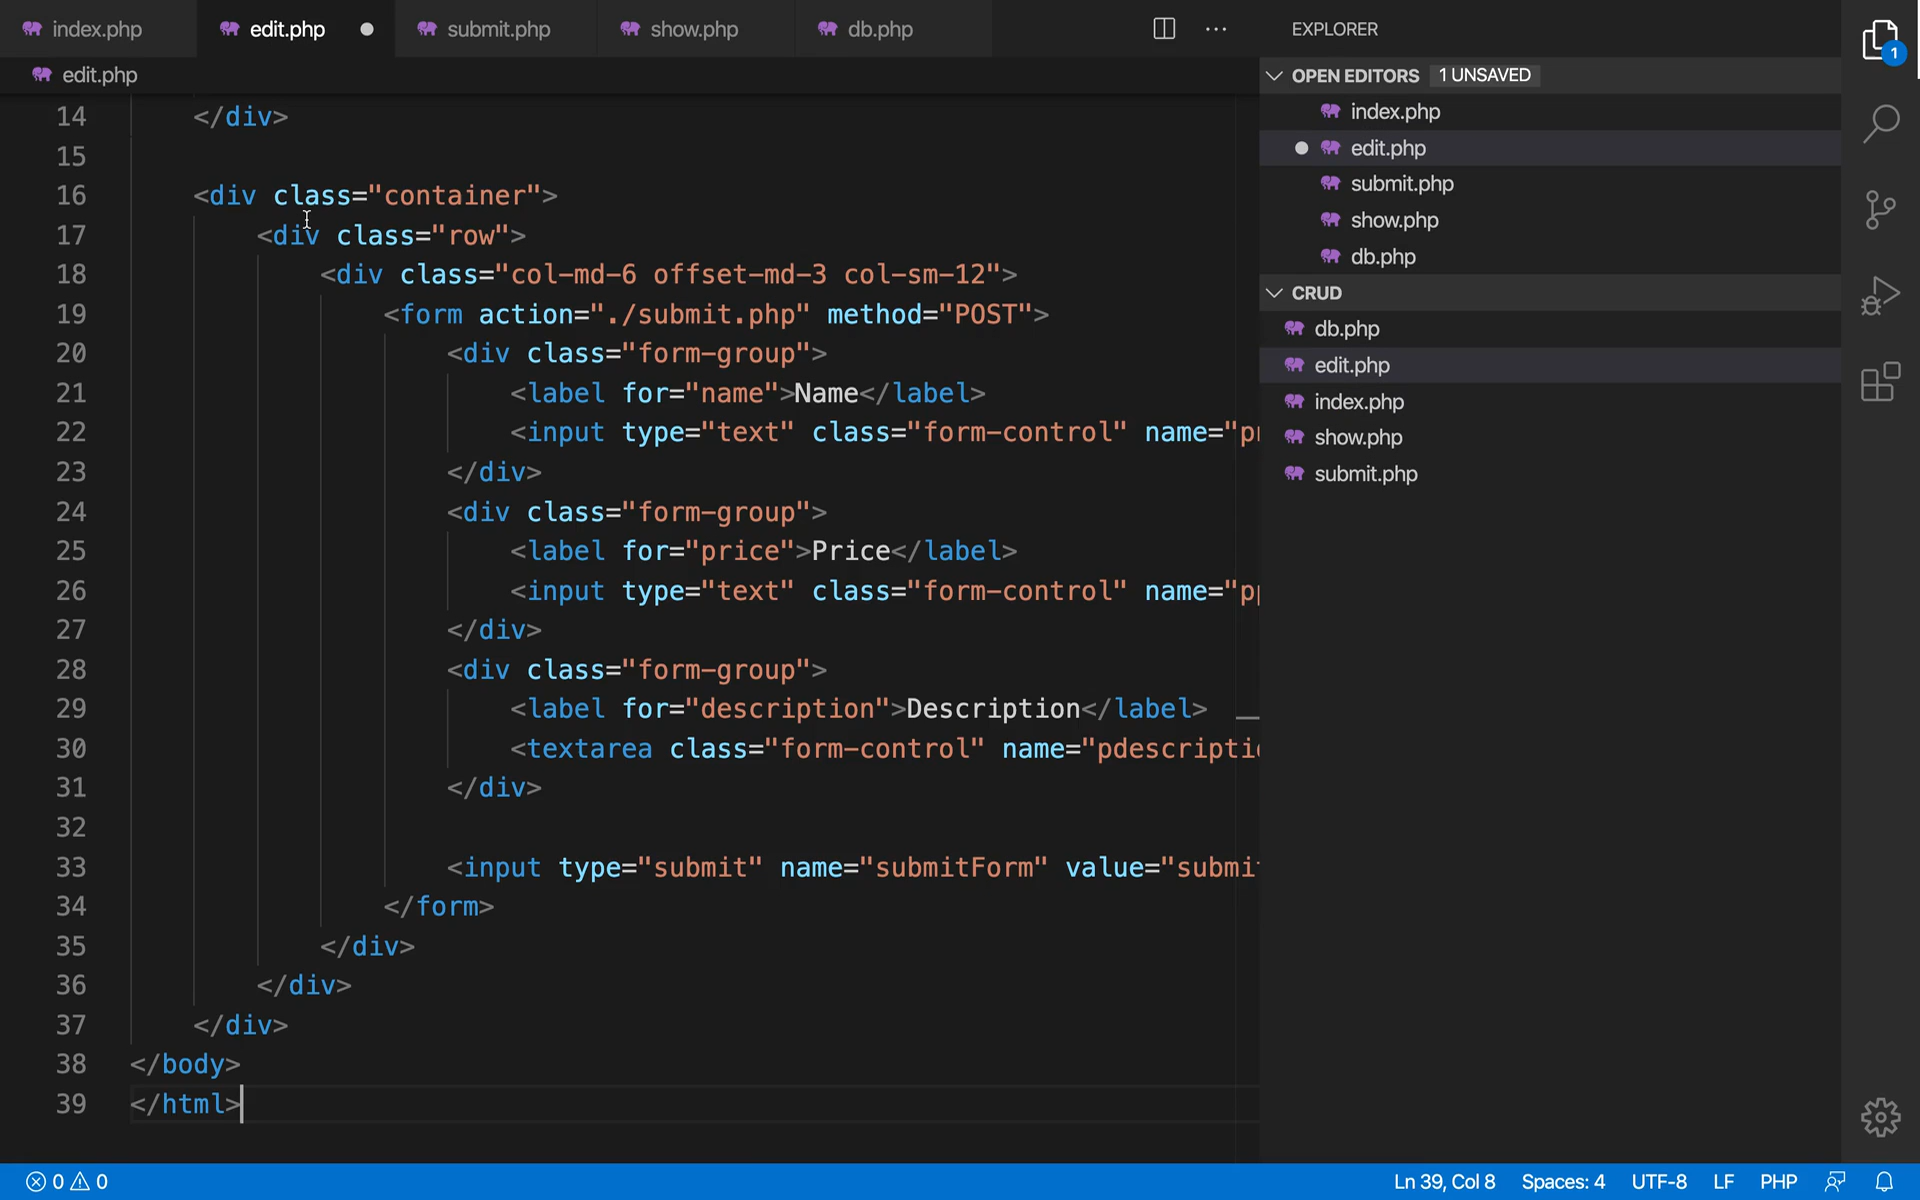 index.php
edit.php
submit.php
show.php
db.php
edit.php
14 </div>
15
16 <div class="container">
17 <div class="row">
18 <div class="col-md-6 offset-md-3 col-sm-12">
19 <form action="./submit.php" method="POST">
20 <div class="form-group">
21 <label for="name">Name</label>
22 <input type="text" class="form-control" name="p
23 </div>
24 <div class="form-group">
25 <label for="price">Price</label>
26 <input type="text" class="form-control" name="p
27 </div>
28 <div class="form-group">
29 <label for="description">Description</label>
30 <textarea class="form-control" name="pdescripti
31 </div>
32
33 <input type="submit" name="submitForm" value="submi
34 </form>
35 </div>
36 </div>
37 </div>
38 </body>
39 </html>
EXPLORER
OPEN EDITORS 1 UNSAVED
index.php
edit.php
submit.php
show.php
db.php
CRUD
db.php
edit.php
index.php
show.php
submit.php
1
0 0
Ln 39, Col 8 Spaces: 4 UTF-8 LF PHP